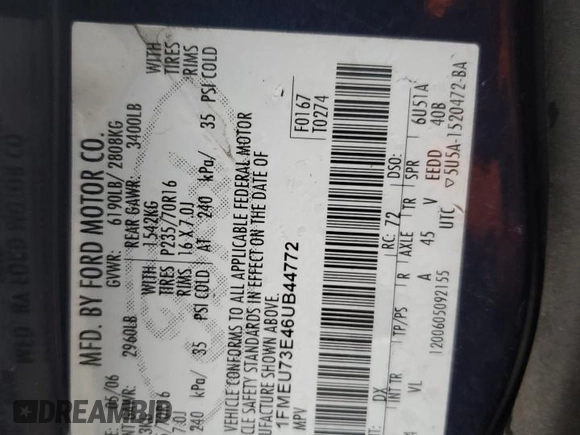 MFD. BY FORD MOTOR CO.
GVWR: 6190LB/ 2808KG
2960LB REAR GAWR: 3400LB
WITH 1542KG WITH
TIRES P235/70R16 TIRES
RIMS 16 X 7.0J RIMS
240 kPa/ 35 PSI COLD AT 240 kPa/ 35 PSI COLD
VEHICLE CONFORMS TO ALL APPLICABLE FEDERAL MOTOR
SAFETY STANDARDS IN EFFECT ON THE DATE OF
SHOWN ABOVE.
1FMEU73E46UB44772
MPV
F0167
T0274
DX RC: 72 DSO:
INT TR TP/PS R AXLE TR SPR 6U51A
VL A 45 V EEDD 40B
1200605092155 UTC ▽5U5A-1520472-BA
DREAMBID